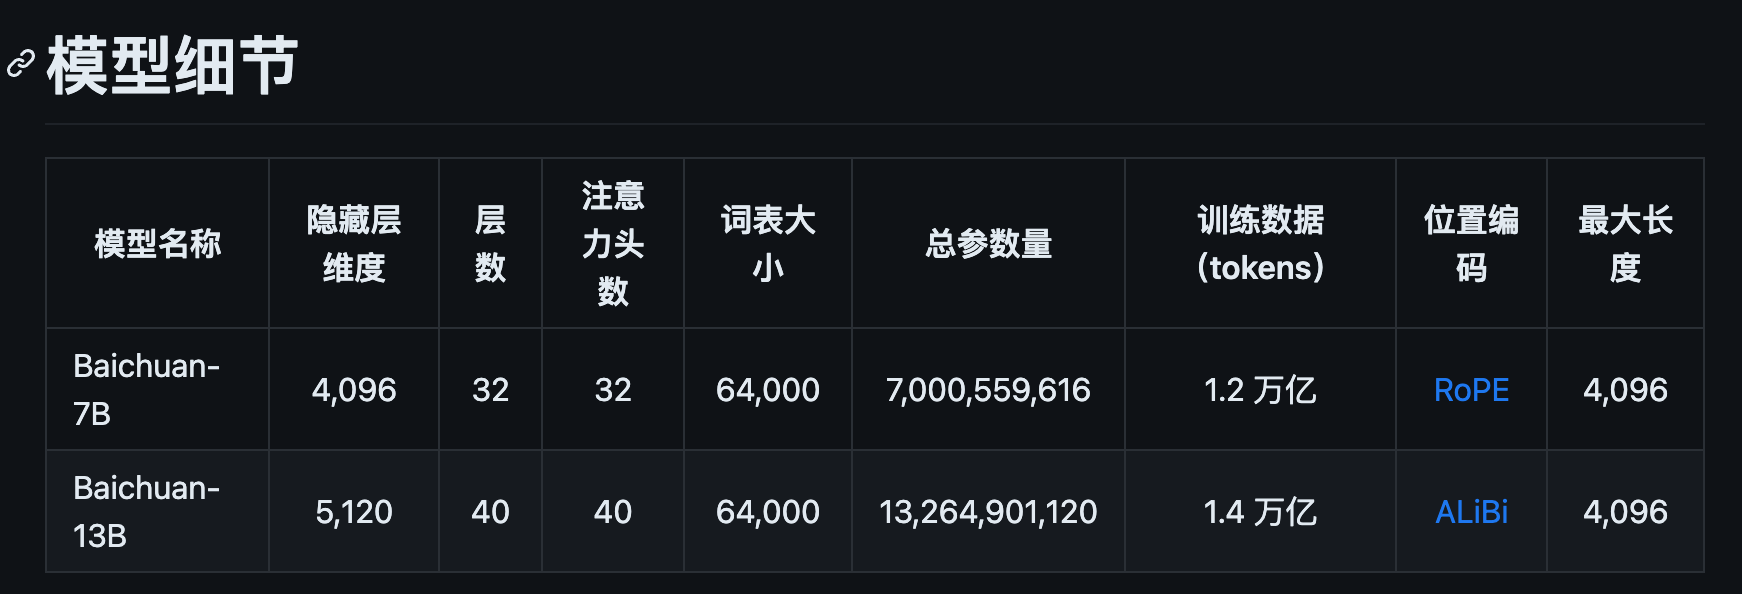 模型细节
模型名称
隐藏层
维度
层
数
注意
力头
数
词表大
小
总参数量
训练数据
（tokens）
位置编
码
最大长
度
Baichuan-
7B
4,096
32
32
64,000
7,000,559,616
1.2 万亿
RoPE
4,096
Baichuan-
13B
5,120
40
40
64,000
13,264,901,120
1.4 万亿
ALiBi
4,096